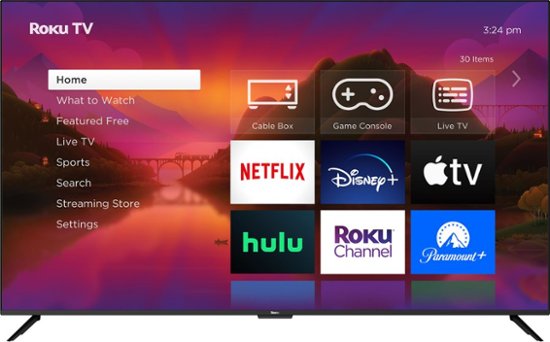 Roku TV
3:24 pm
30 Items
Home
What to Watch
Featured Free
Live TV
Sports
Search
Streaming Store
Settings
Cable Box
Game Console
Live TV
NETFLIX
Disney+
tv
hulu
Roku
Channel
Paramount+
Roku